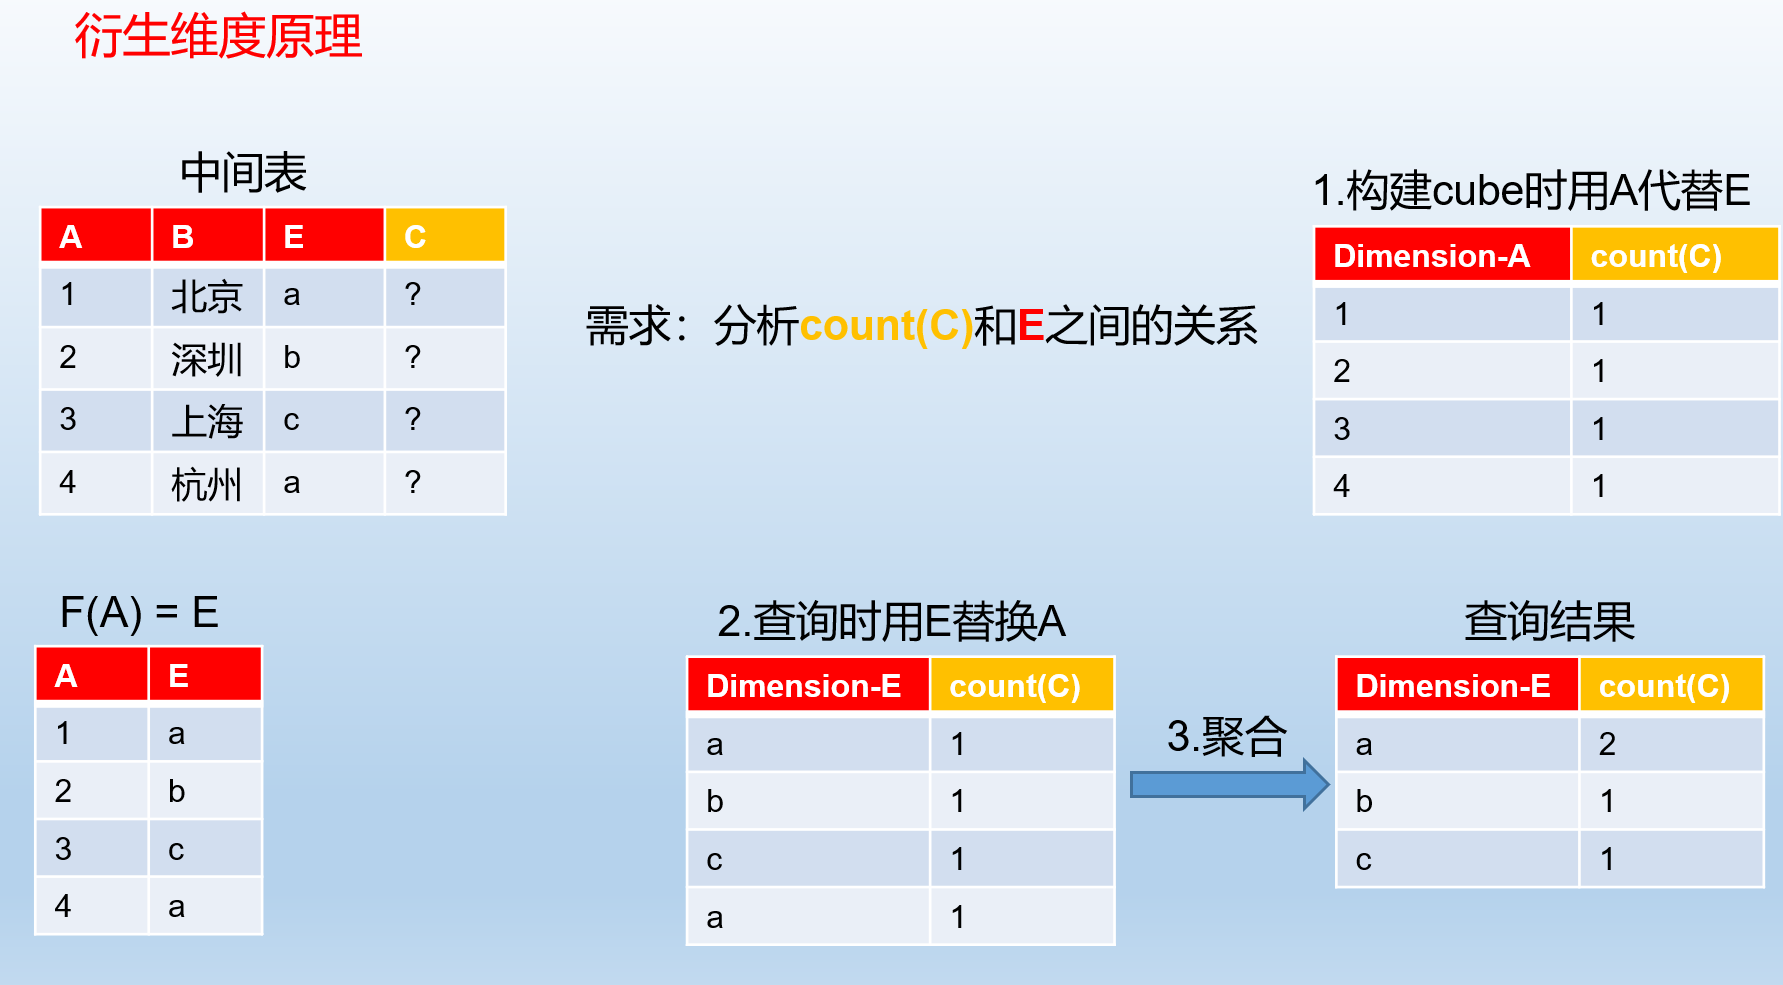 衍生维度原理
中间表
A B E C
1 北京 a ?
2 深圳 b ?
3 上海 c ?
4 杭州 a ?
需求：分析count(C)和E之间的关系
1.构建cube时用A代替E
Dimension-A count(C)
1 1
2 1
3 1
4 1
F(A) = E
A E
1 a
2 b
3 c
4 a
2.查询时用E替换A
Dimension-E count(C)
a 1
b 1
c 1
a 1
3.聚合
查询结果
Dimension-E count(C)
a 2
b 1
c 1